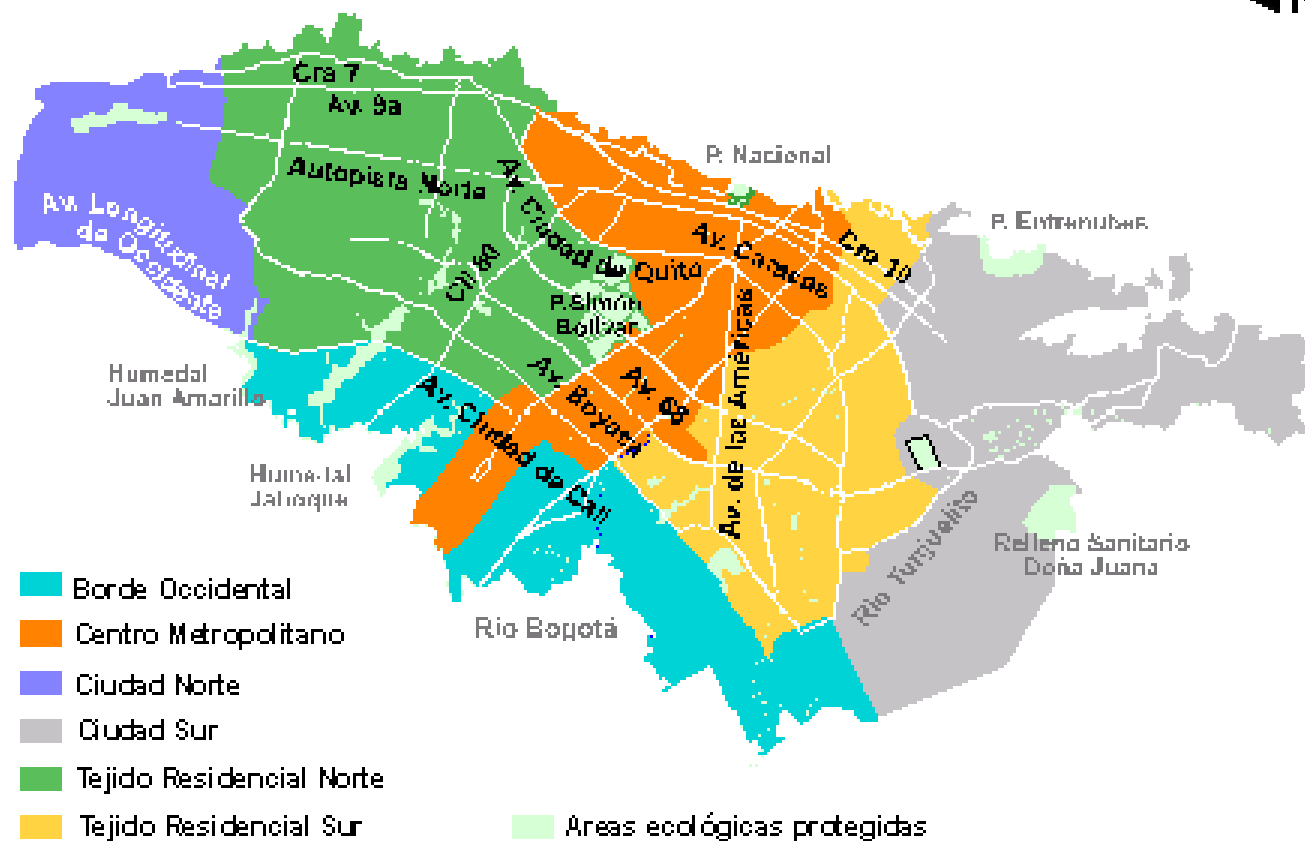 Cra 7
Av. 9a
P. Nacional
Autopista Norte
Av. Ciudad de Quito
Av. Longitudinal
de Occidente
P. Entrenubes
Av. Caracas
Cra 10
Cll 80
P. Simón
Bolívar
Av. de las Américas
Humedal
Juan Amarillo
Av. Boyacá
Av. 68
Av. Ciudad de Cali
Humedal
Jaboque
Río Tunjuelito
Relleno Sanitario
Doña Juana
Río Bogotá
Borde Occidental
Centro Metropolitano
Ciudad Norte
Ciudad Sur
Tejido Residencial Norte
Tejido Residencial Sur
Areas ecológicas protegidas